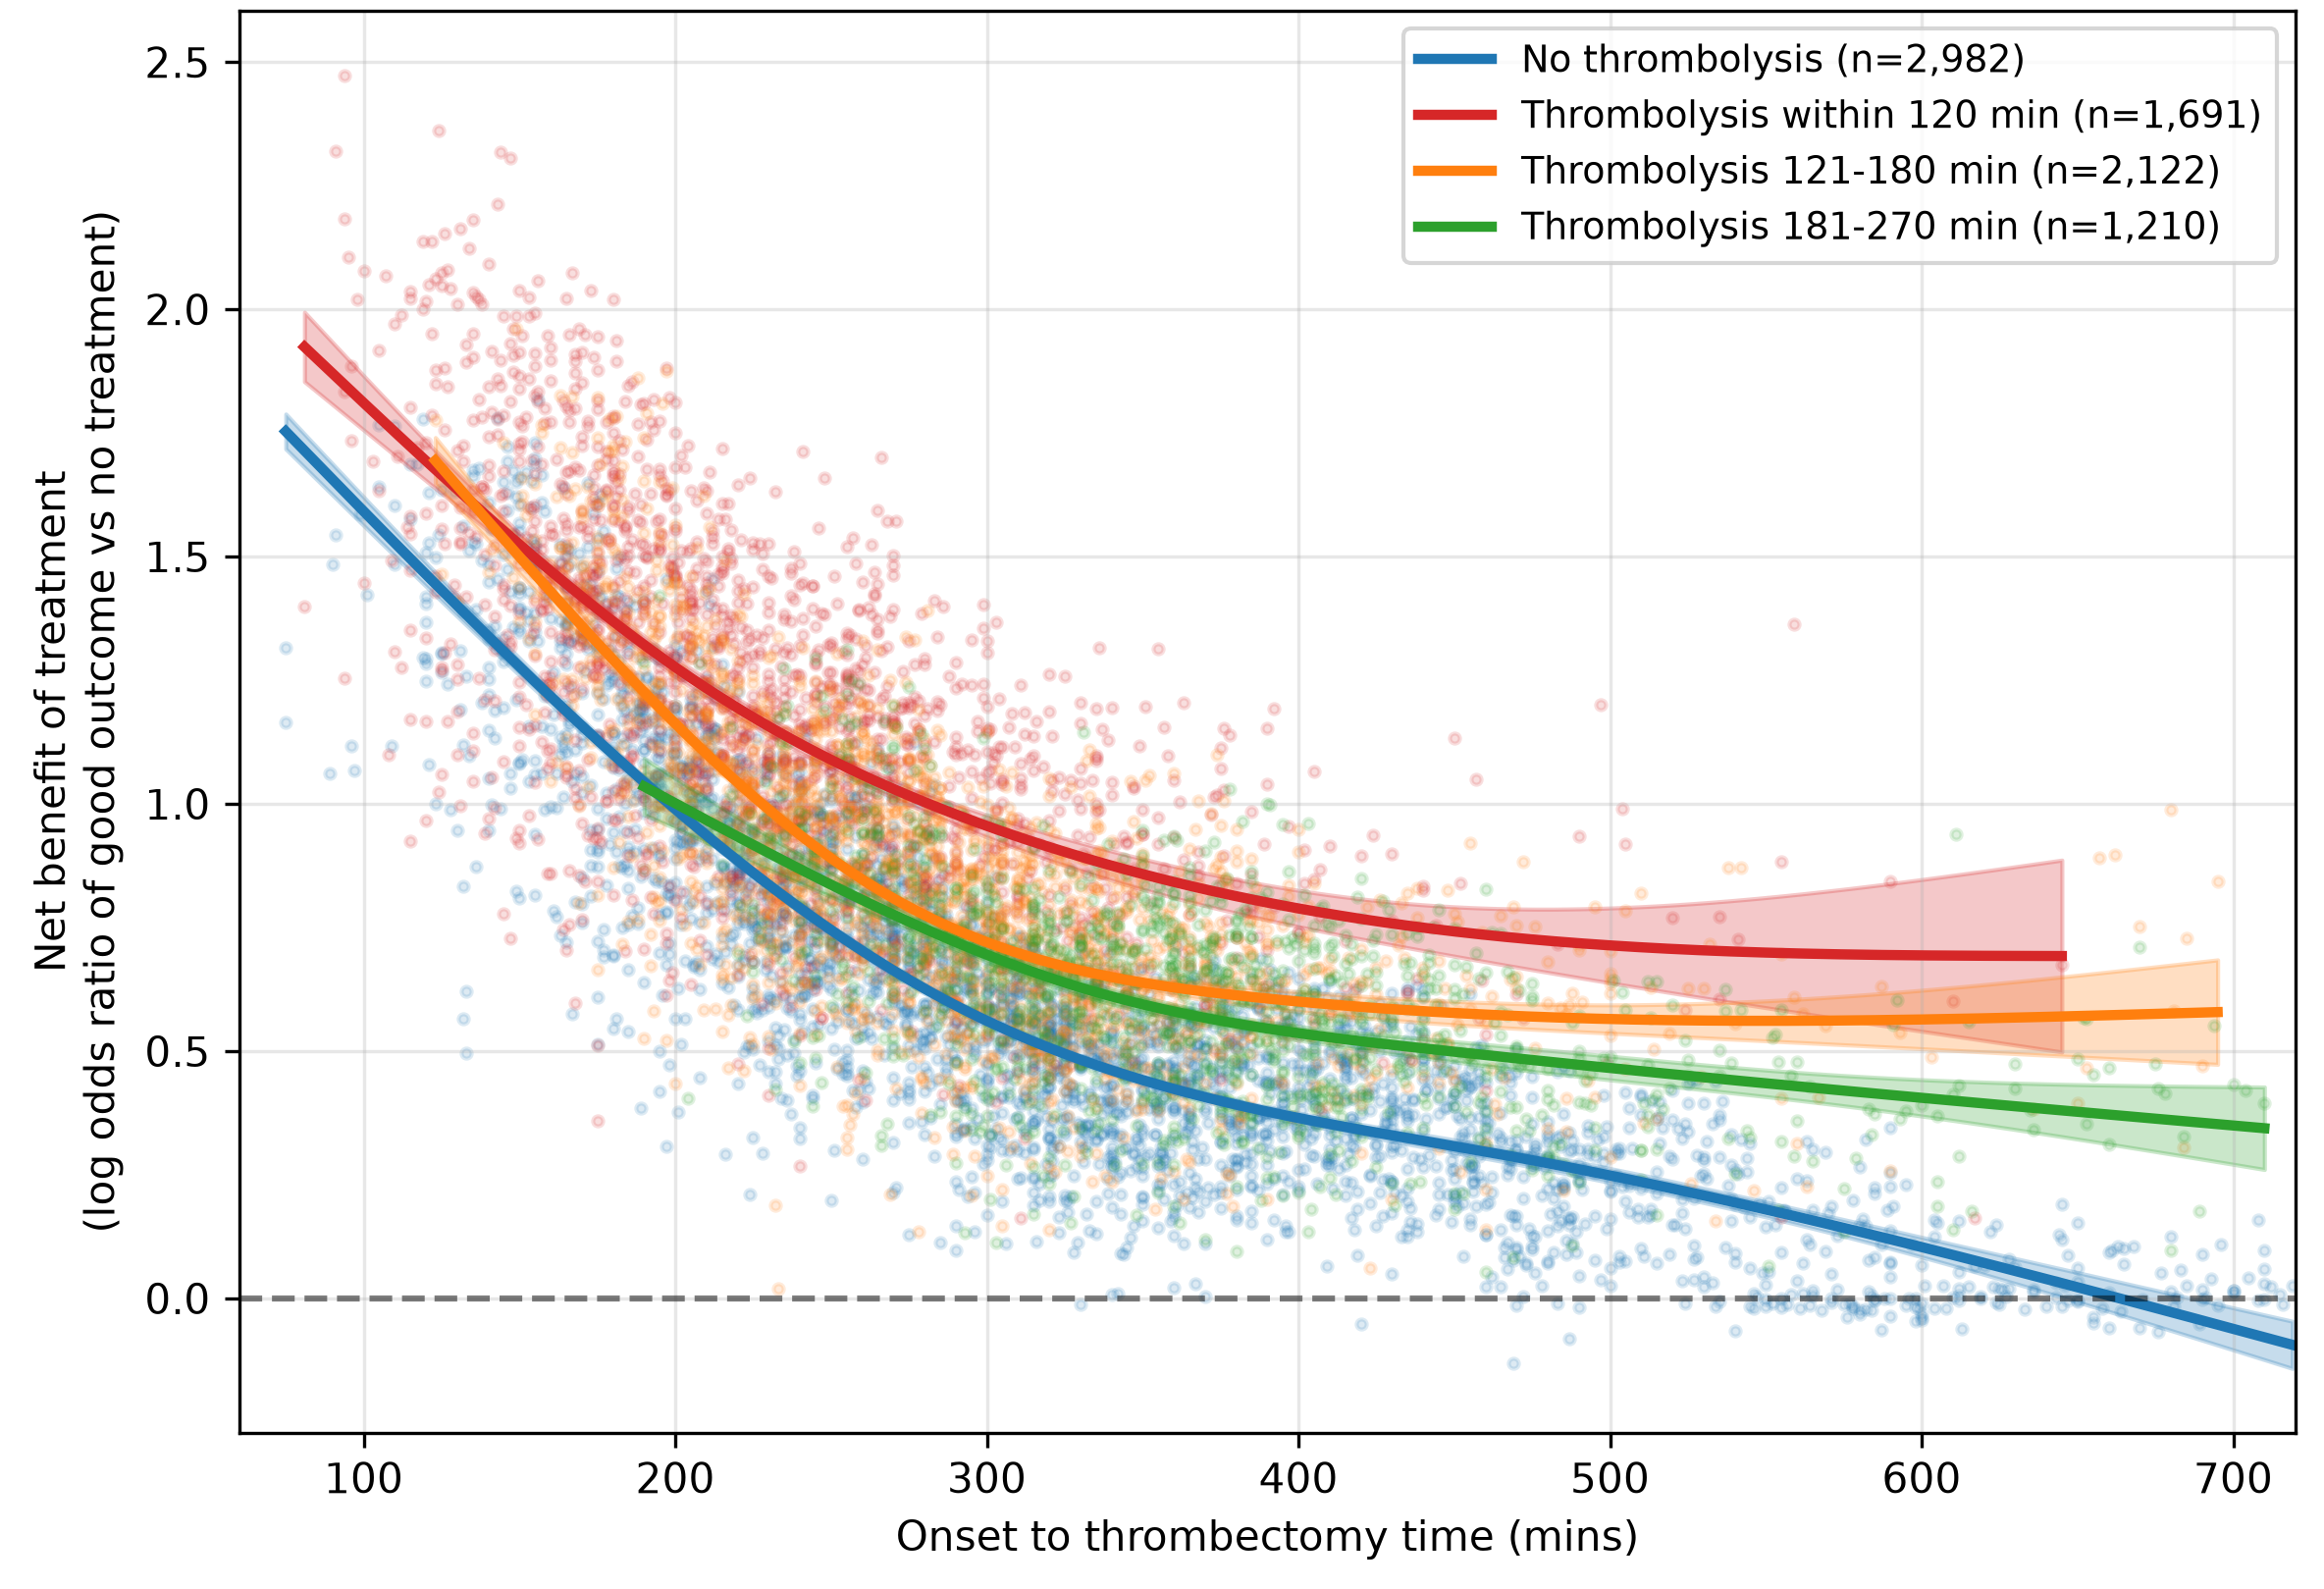 Net benefit of treatment
(log odds ratio of good outcome vs no treatment)
2.5
2.0
1.5
1.0
0.5
0.0
No thrombolysis (n=2,982)
Thrombolysis within 120 min (n=1,691)
Thrombolysis 121-180 min (n=2,122)
Thrombolysis 181-270 min (n=1,210)
100 200 300 400 500 600 700
Onset to thrombectomy time (mins)